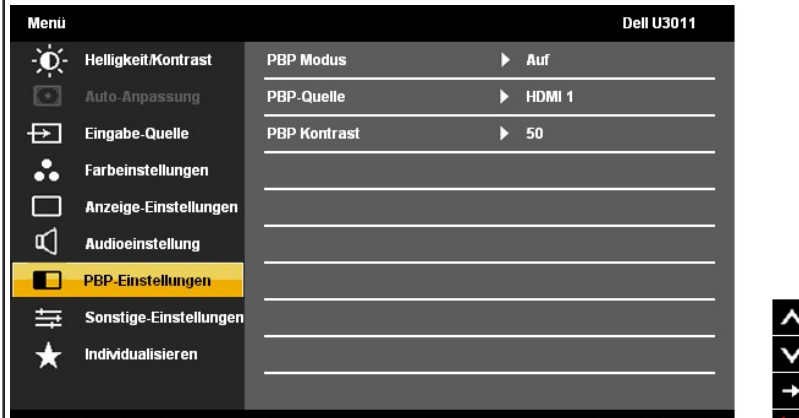 Menü Dell U3011
Helligkeit/Kontrast PBP Modus Auf
Auto-Anpassung PBP-Quelle HDMI 1
Eingabe-Quelle PBP Kontrast 50
Farbeinstellungen
Anzeige-Einstellungen
Audioeinstellung
PBP-Einstellungen
Sonstige-Einstellungen
Individualisieren